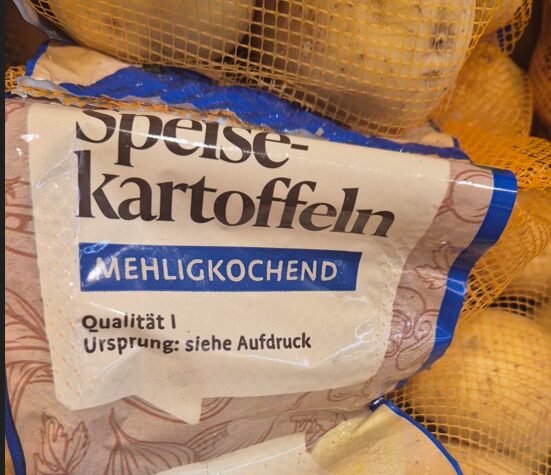 Speise-
kartoffeln
MEHLIGKOCHEND
Qualität I
Ursprung: siehe Aufdruck